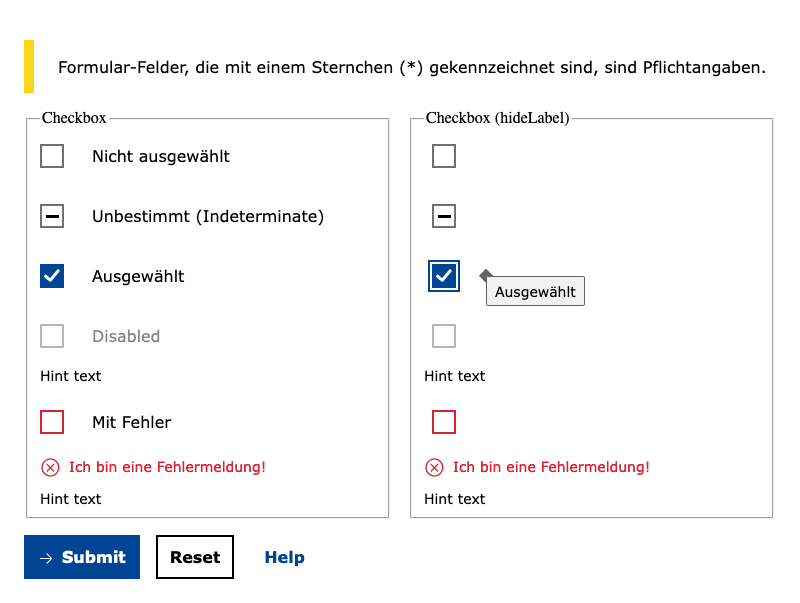 Formular-Felder, die mit einem Sternchen (*) gekennzeichnet sind, sind Pflichtangaben.
Checkbox
Nicht ausgewählt
Unbestimmt (Indeterminate)
Ausgewählt
Disabled
Hint text
Mit Fehler
Ich bin eine Fehlermeldung!
Hint text
Checkbox (hideLabel)
Ausgewählt
Hint text
Ich bin eine Fehlermeldung!
Hint text
→ Submit
Reset
Help